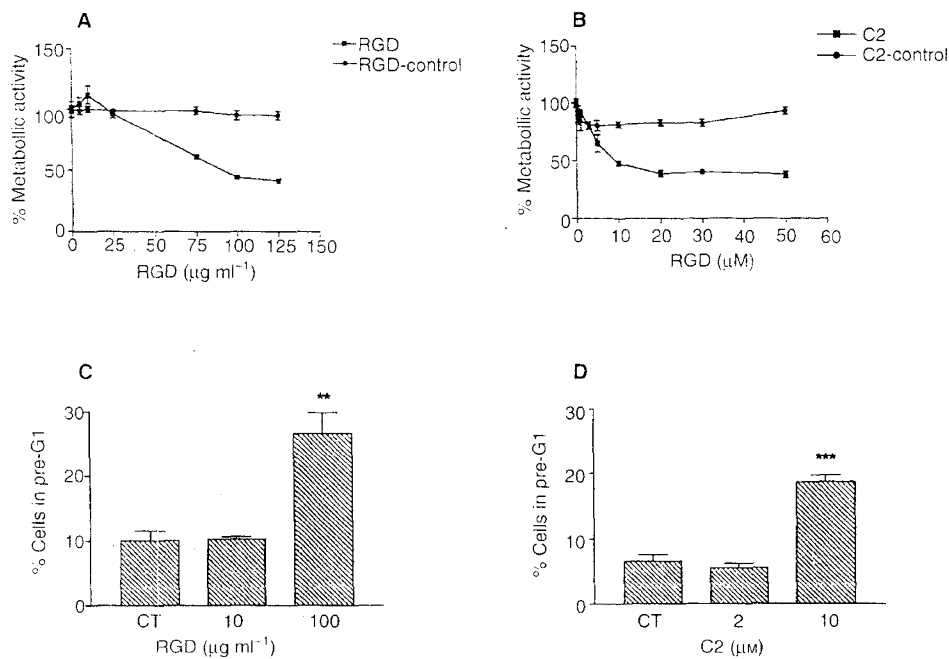 A
% Metabollic activity
150
100
50
0
0 25 50 75 100 125 150
RGD (μg ml⁻¹)
RGD
RGD-control
B
% Metabollic activity
150
100
50
0
0 10 20 30 40 50 60
RGD (μM)
C2
C2-control
C
% Cells in pre-G1
30
20
10
0
**
CT 10 100
RGD (μg ml⁻¹)
D
% Cells in pre-G1
30
20
10
0
***
CT 2 10
C2 (μM)